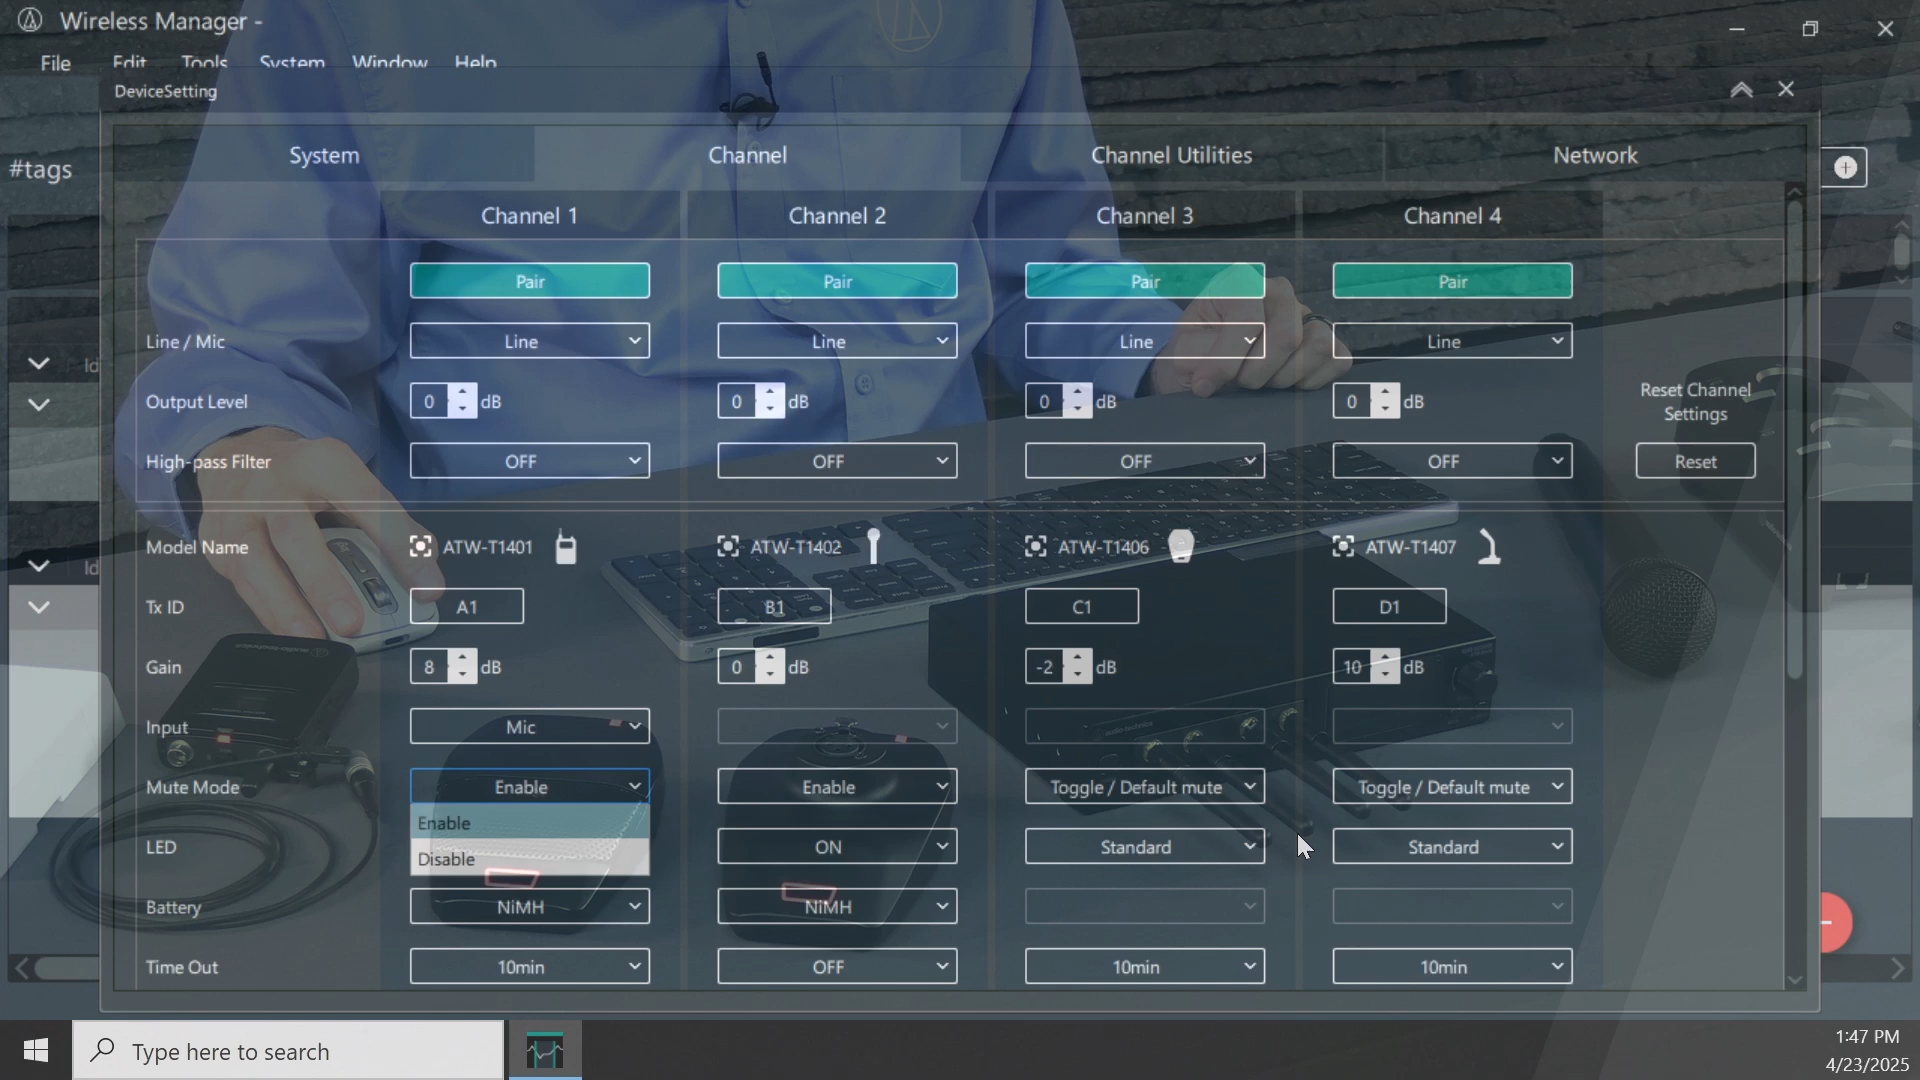 Wireless Manager -
File Edit Tools System Window Help
DeviceSetting
#tags
System Channel Channel Utilities Network
Channel 1 Channel 2 Channel 3 Channel 4
Pair Pair Pair Pair
Line / Mic Line Line Line Line
Id
Output Level 0 dB 0 dB 0 dB 0 dB
Reset Channel
Settings
High-pass Filter OFF OFF OFF OFF Reset
Model Name ATW-T1401 ATW-T1402 ATW-T1406 ATW-T1407
Id
Tx ID A1 B1 C1 D1
Gain 8 dB 0 dB -2 dB 10 dB
Input Mic
audio-technica
Mute Mode Enable Enable Toggle / Default mute Toggle / Default mute
Enable
LED ON Standard Standard
Disable
Battery NiMH NiMH
Time Out 10min OFF 10min 10min
Type here to search
1:47 PM
4/23/2025